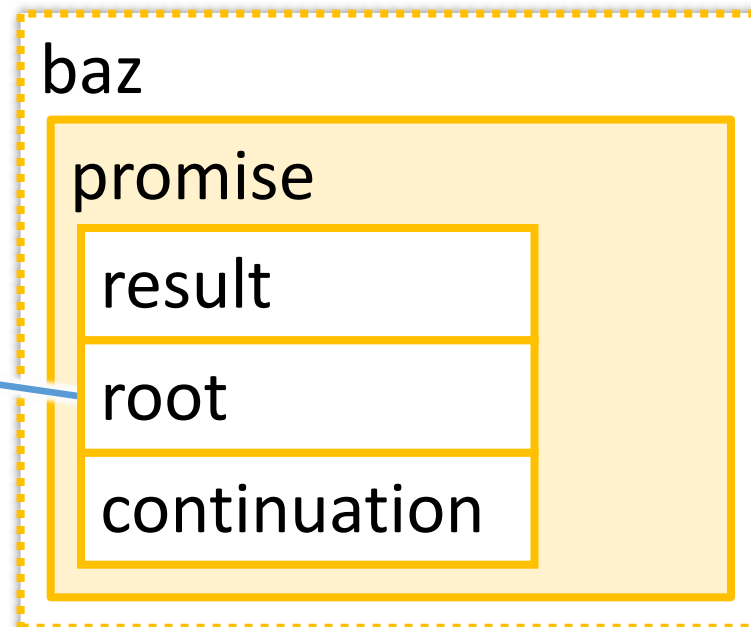 baz
promise
result
root
continuation